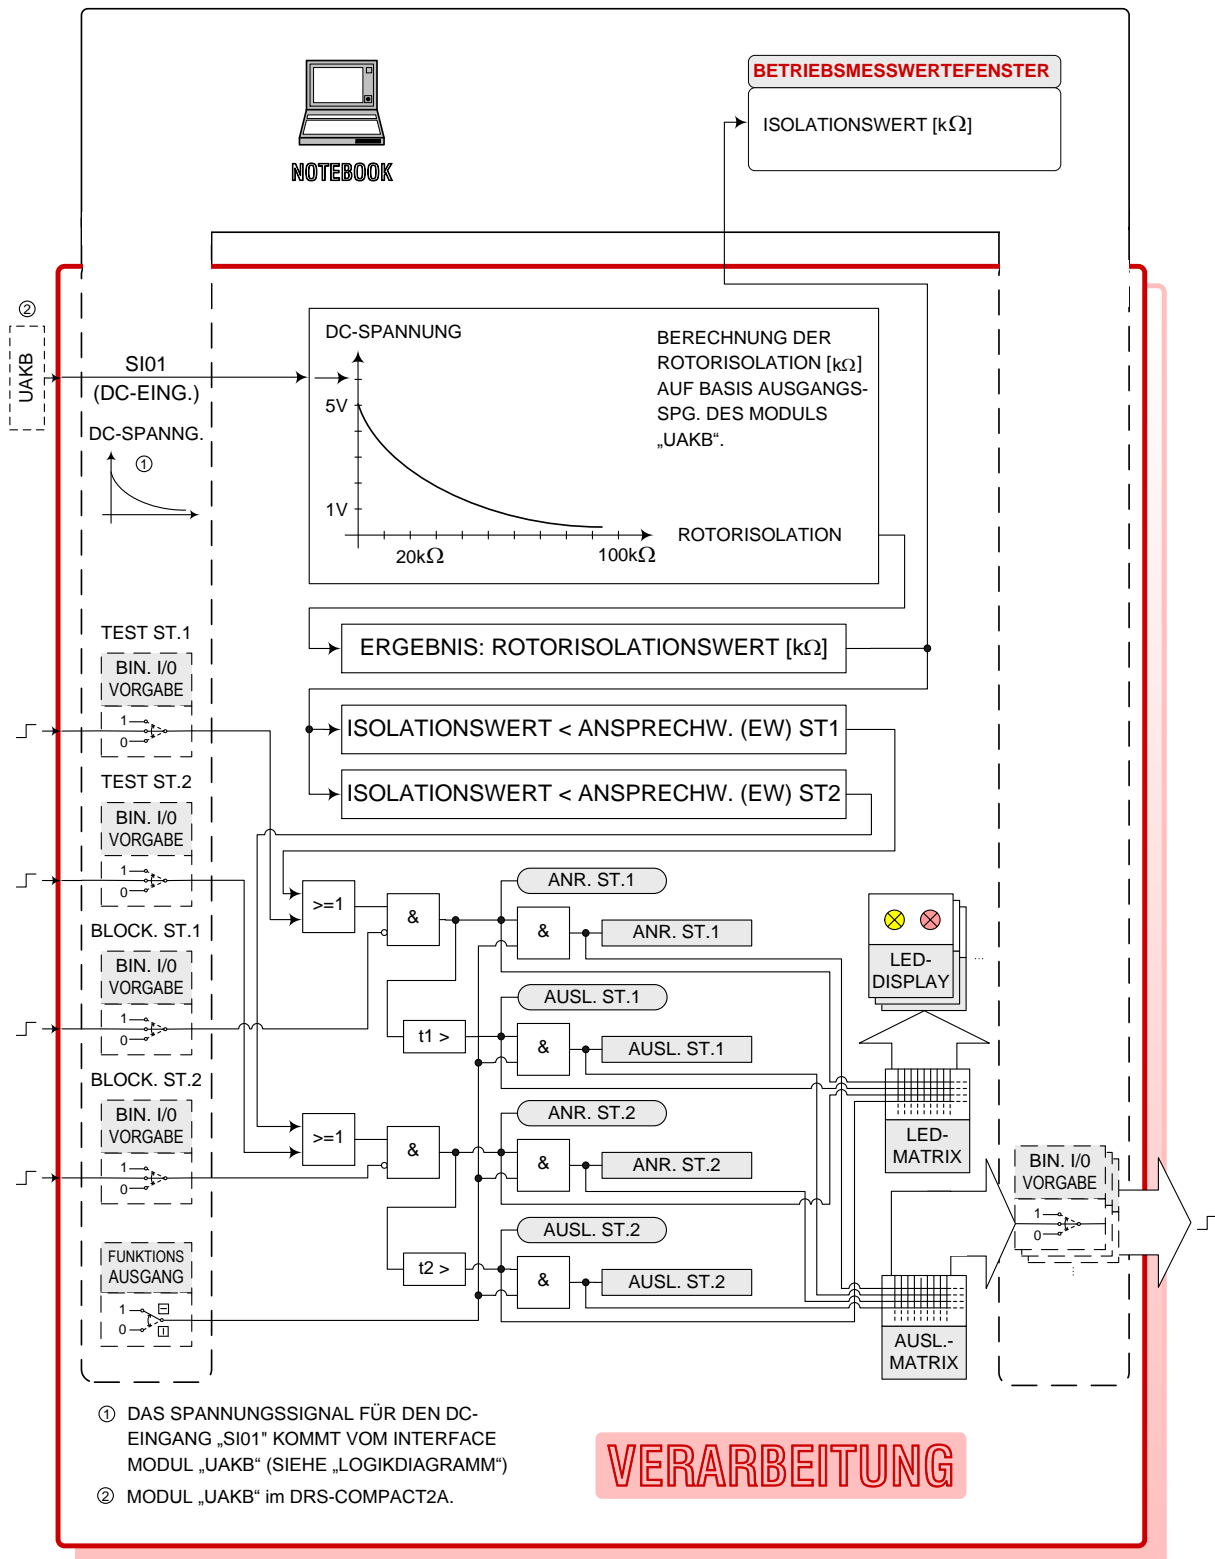 BETRIEBSMESSWERTEFENSTER
ISOLATIONSWERT [kΩ]
NOTEBOOK
②
UAKB
SI01
(DC-EING.)
DC-SPANNG.
①
DC-SPANNUNG
5V
1V
20kΩ
100kΩ
ROTORISOLATION
BERECHNUNG DER
ROTORISOLATION [kΩ]
AUF BASIS AUSGANGS-
SPG. DES MODULS
„UAKB“.
ERGEBNIS: ROTORISOLATIONSWERT [kΩ]
ISOLATIONSWERT < ANSPRECHW. (EW) ST1
ISOLATIONSWERT < ANSPRECHW. (EW) ST2
TEST ST.1
BIN. I/0
VORGABE
1
0
TEST ST.2
BIN. I/0
VORGABE
1
0
BLOCK. ST.1
BIN. I/0
VORGABE
1
0
BLOCK. ST.2
BIN. I/0
VORGABE
1
0
FUNKTIONS
AUSGANG
1
0
>=1
&
ANR. ST.1
&
ANR. ST.1
AUSL. ST.1
t1 >
&
AUSL. ST.1
>=1
&
ANR. ST.2
&
ANR. ST.2
AUSL. ST.2
t2 >
&
AUSL. ST.2
LED-
DISPLAY
...
LED-
MATRIX
AUSL.-
MATRIX
BIN. I/0
VORGABE
1
0
...
① DAS SPANNUNGSSIGNAL FÜR DEN DC-
EINGANG „SI01" KOMMT VOM INTERFACE
MODUL „UAKB“ (SIEHE „LOGIKDIAGRAMM“)
② MODUL „UAKB“ im DRS-COMPACT2A.
VERARBEITUNG